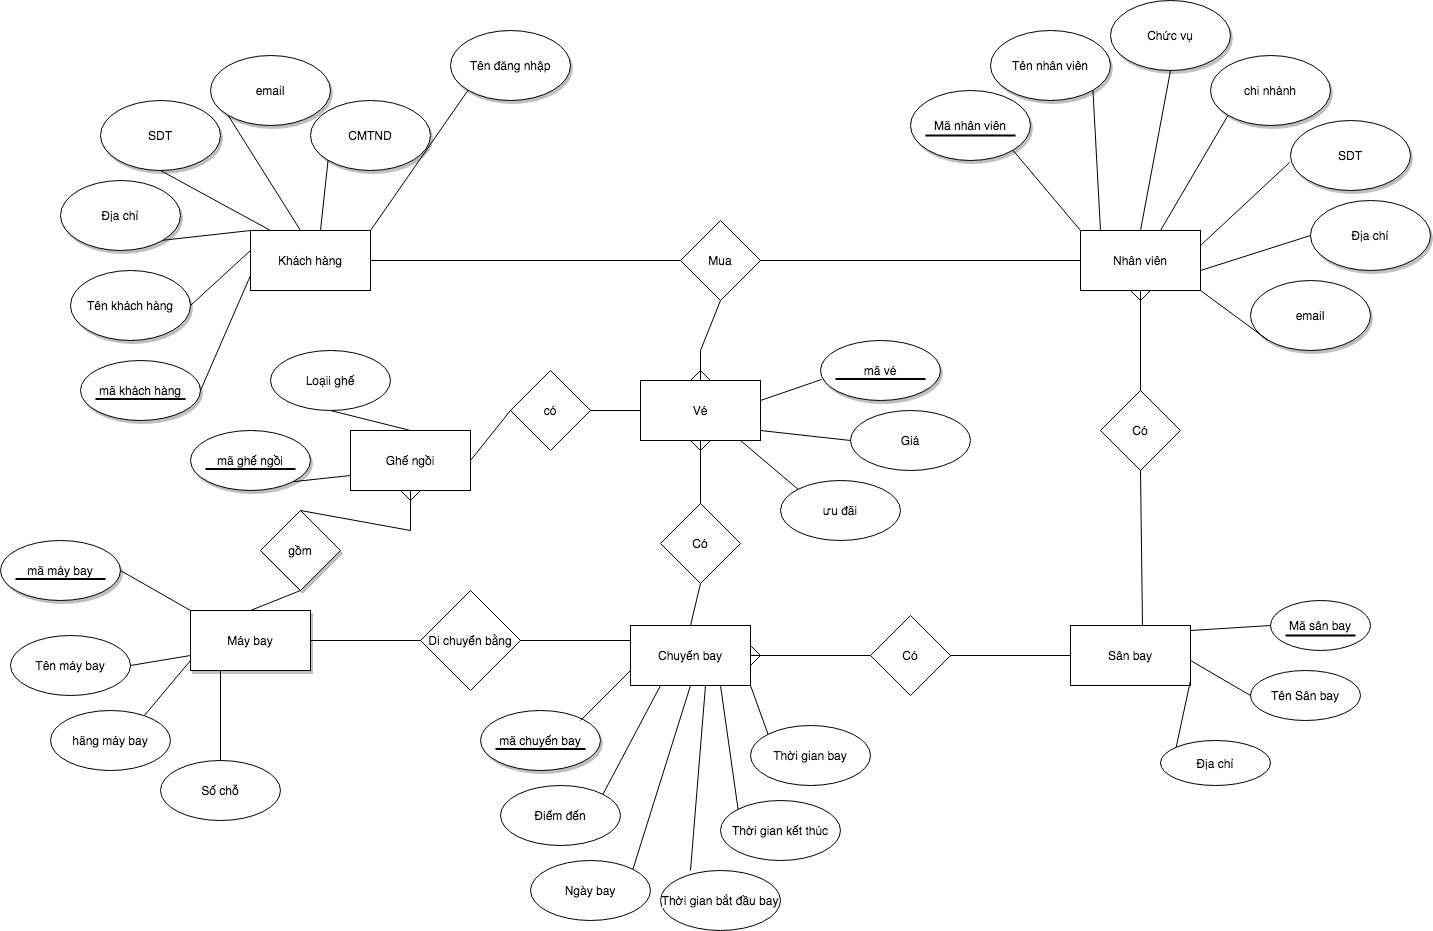 Chức vụ
Tên đăng nhập
Tên nhân viên
email
chi nhánh
Mã nhân viên
SDT
CMTND
SDT
Địa chí
Địa chí
Khách hàng
Mua
Nhân viên
Tên khách hàng
email
mã khách hàng
Loạii ghế
mã vé
có
Vé
Có
Giá
mã ghế ngồi
Ghế ngồi
ưu đãi
gồm
Có
mã máy bay
Mã sân bay
Máy bay
Di chuyển bằng
Chuyến bay
Có
Sân bay
Tên máy bay
Tên Sân bay
hãng máy bay
mã chuyến bay
Thời gian bay
Địa chí
Số chỗ
Điểm đến
Thời gian kết thúc
Ngày bay
Thời gian bắt đầu bay